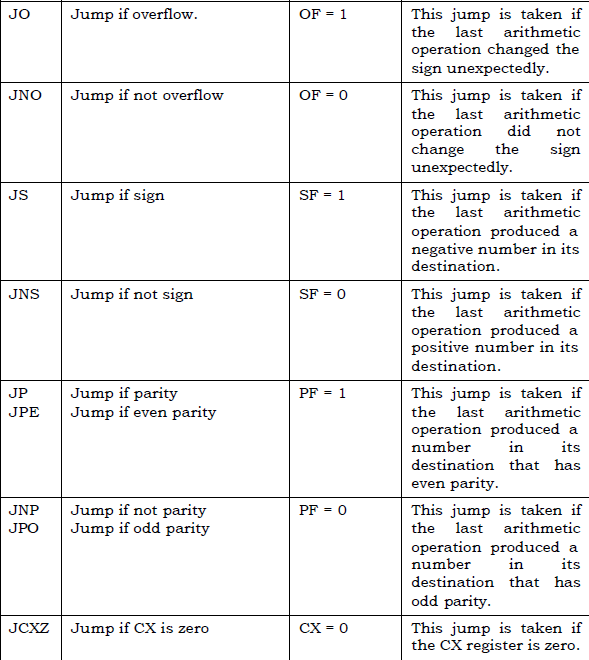 JO Jump if overflow. OF = 1 This jump is taken if
the last arithmetic
operation changed the
sign unexpectedly.
JNO Jump if not overflow OF = 0 This jump is taken if
the last arithmetic
operation did not
change the sign
unexpectedly.
JS Jump if sign SF = 1 This jump is taken if
the last arithmetic
operation produced a
negative number in its
destination.
JNS Jump if not sign SF = 0 This jump is taken if
the last arithmetic
operation produced a
positive number in its
destination.
JP Jump if parity PF = 1 This jump is taken if
JPE Jump if even parity the last arithmetic
operation produced a
number in its
destination that has
even parity.
JNP Jump if not parity PF = 0 This jump is taken if
JPO Jump if odd parity the last arithmetic
operation produced a
number in its
destination that has
odd parity.
JCXZ Jump if CX is zero CX = 0 This jump is taken if
the CX register is zero.